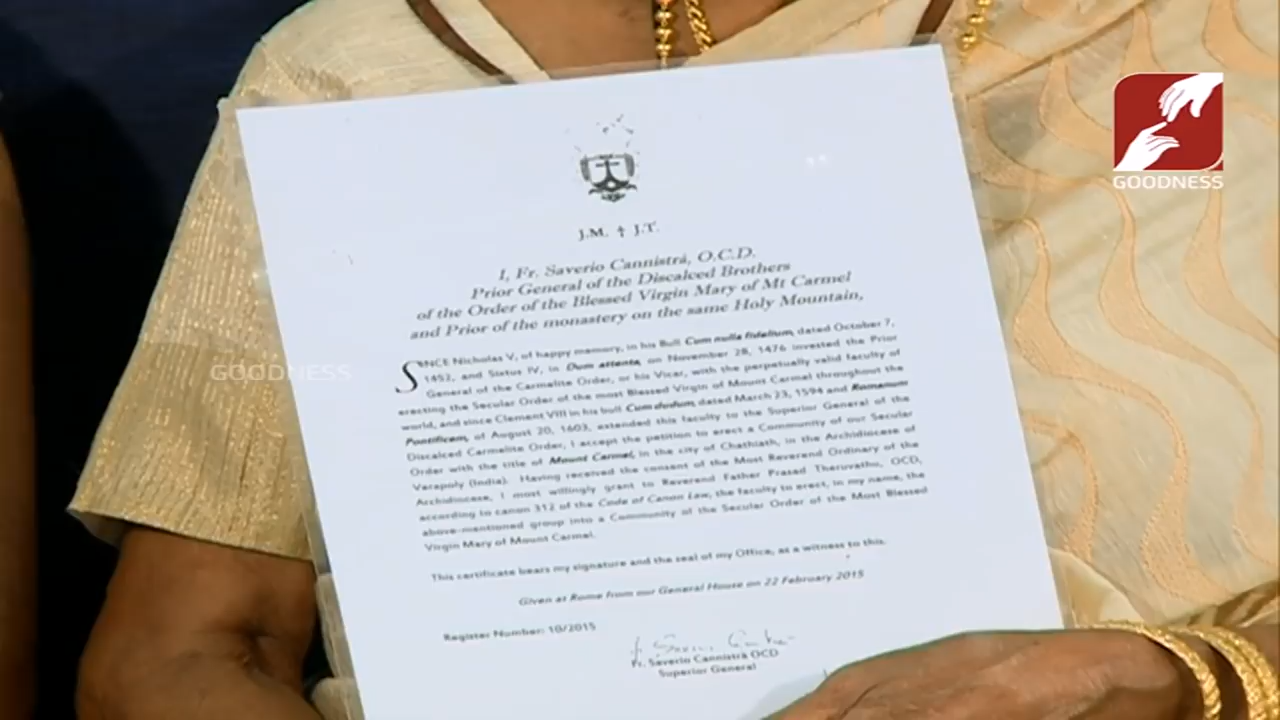 GOODNESS
J.M. † J.T.
I, Fr. Saverio Cannistrà, O.C.D.
Prior General of the Discalced Brothers
of the Order of the Blessed Virgin Mary of Mt Carmel
and Prior of the monastery on the same Holy Mountain,
SINCE Nicholas V, of happy memory, in his Bull Cum nulla fidelium, dated October 7,
1452, and Sixtus IV, in Dum attenta, on November 28, 1476 invested the Prior
General of the Carmelite Order, or his Vicar, with the perpetually valid faculty of
erecting the Secular Order of the most Blessed Virgin of Mount Carmel throughout the
world, and since Clement VIII in his bull Cum dudum, dated March 23, 1594 and Romanum
Pontificem, of August 20, 1603, extended this faculty to the Superior General of the
Discalced Carmelite Order, I accept the petition to erect a Community of our Secular
Order with the title of Mount Carmel, in the city of Chathiath, in the Archidiocese of
Verapoly (India). Having received the consent of the Most Reverend Ordinary of the
Archidiocese, I most willingly grant to Reverend Father Prasad Theruvathu, OCD,
according to canon 312 of the Code of Canon Law, the faculty to erect, in my name, the
above-mentioned group into a Community of the Secular Order of the Most Blessed
Virgin Mary of Mount Carmel.
This certificate bears my signature and the seal of my Office, as a witness to this.
Given at Rome from our General House on 22 February 2015
Register Number: 10/2015
Fr. Saverio Cannistrà OCD
Superior General
GOODNESS